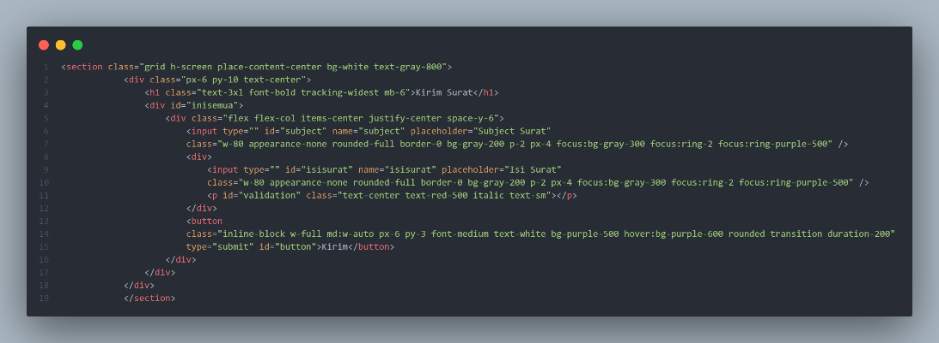 1 <section class="grid h-screen place-content-center bg-white text-gray-800">
2 <div class="px-6 py-10 text-center">
3 <h1 class="text-3xl font-bold tracking-widest mb-6">Kirim Surat</h1>
4 <div id="inisemua">
5 <div class="flex flex-col items-center justify-center space-y-6">
6 <input type="" id="subject" name="subject" placeholder="Subject Surat"
7 class="w-80 appearance-none rounded-full border-0 bg-gray-200 p-2 px-4 focus:bg-gray-300 focus:ring-2 focus:ring-purple-500" />
8 <div>
9 <input type="" id="isisurat" name="isisurat" placeholder="Isi Surat"
10 class="w-80 appearance-none rounded-full border-0 bg-gray-200 p-2 px-4 focus:bg-gray-300 focus:ring-2 focus:ring-purple-500" />
11 <p id="validation" class="text-center text-red-500 italic text-sm"></p>
12 </div>
13 <button
14 class="inline-block w-full md:w-auto px-6 py-3 font-medium text-white bg-purple-500 hover:bg-purple-600 rounded transition duration-200"
15 type="submit" id="button">Kirim</button>
16 </div>
17 </div>
18 </div>
19 </section>